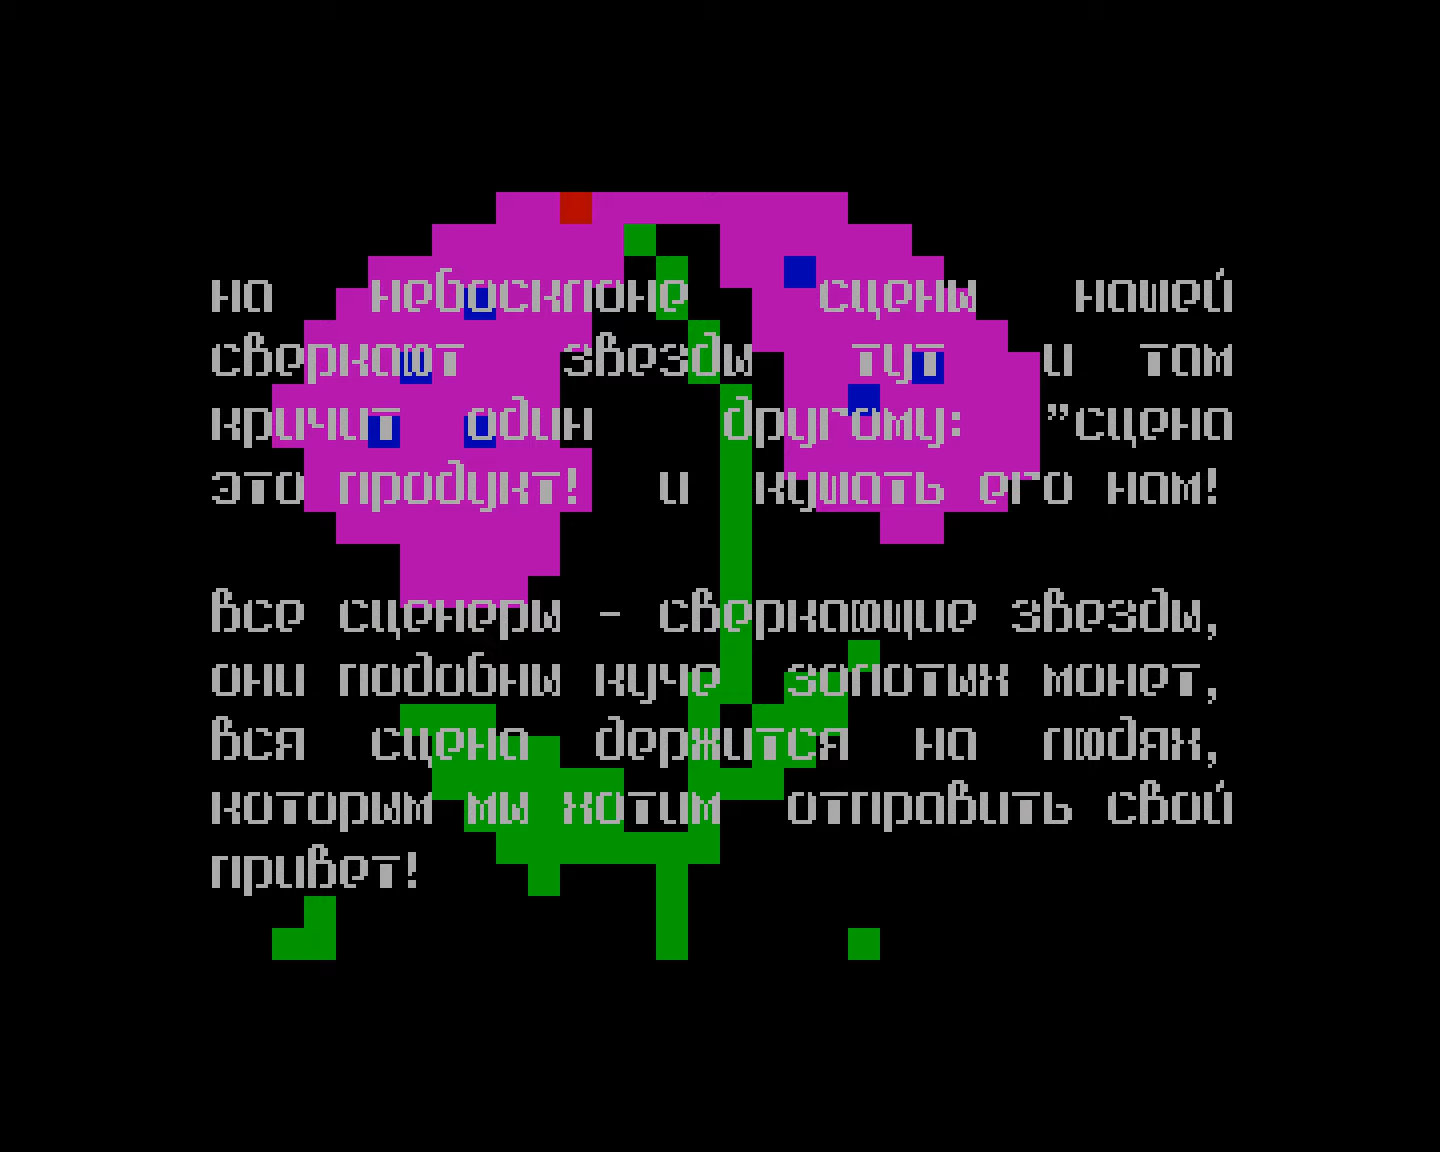 на небосклоне сцены нашей
сверкают звезды тут и там
кричит один другому: "сцена
это продукт! и кушать его нам!
все сценеры - сверкающие звезды,
они подобны куче золотых монет,
вся сцена держится на людях,
которым мы хотим отправить свой
привет!